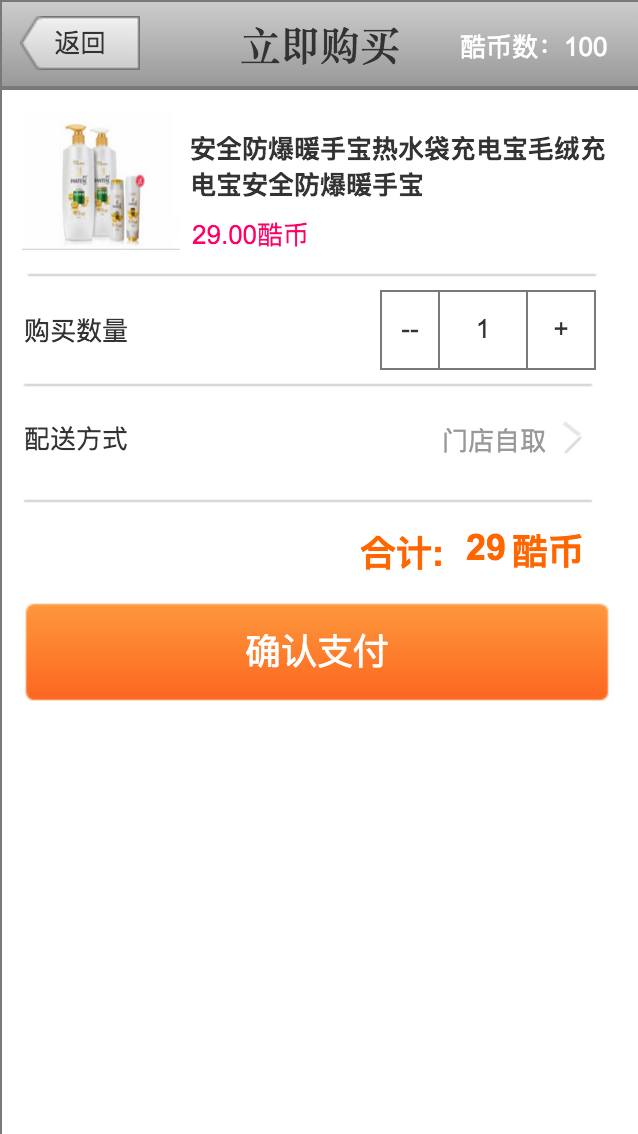 返回
立即购买
酷币数：100
安全防爆暖手宝热水袋充电宝毛绒充
电宝安全防爆暖手宝
29.00酷币
购买数量
-- 1 +
配送方式
门店自取
合计: 29 酷币
确认支付